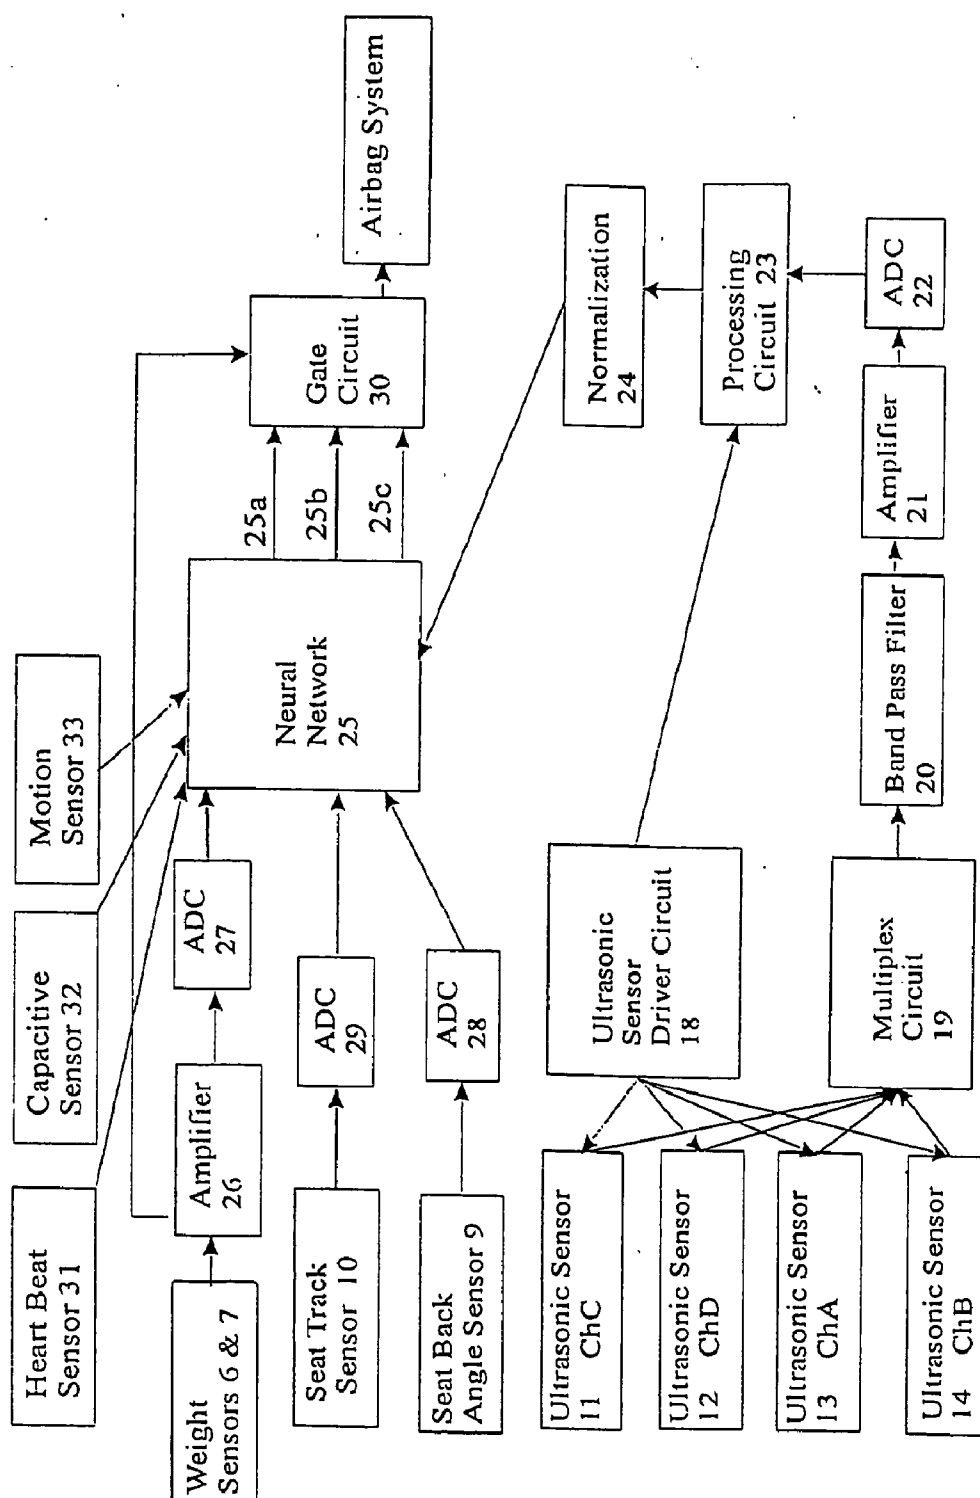 Heart Beat
Sensor 31
Capacitive
Sensor 32
Motion
Sensor 33
Weight
Sensors 6 & 7
Amplifier
26
ADC
27
Seat Track
Sensor 10
ADC
29
Seat Back
Angle Sensor 9
ADC
28
Neural
Network
25
25a
25b
25c
Gate
Circuit
30
Airbag System
Ultrasonic Sensor
11 ChC
Ultrasonic Sensor
12 ChD
Ultrasonic Sensor
13 ChA
Ultrasonic Sensor
14 ChB
Ultrasonic
Sensor
Driver Circuit
18
Multiplex
Circuit
19
Band Pass Filter
20
Amplifier
21
ADC
22
Processing
Circuit 23
Normalization
24